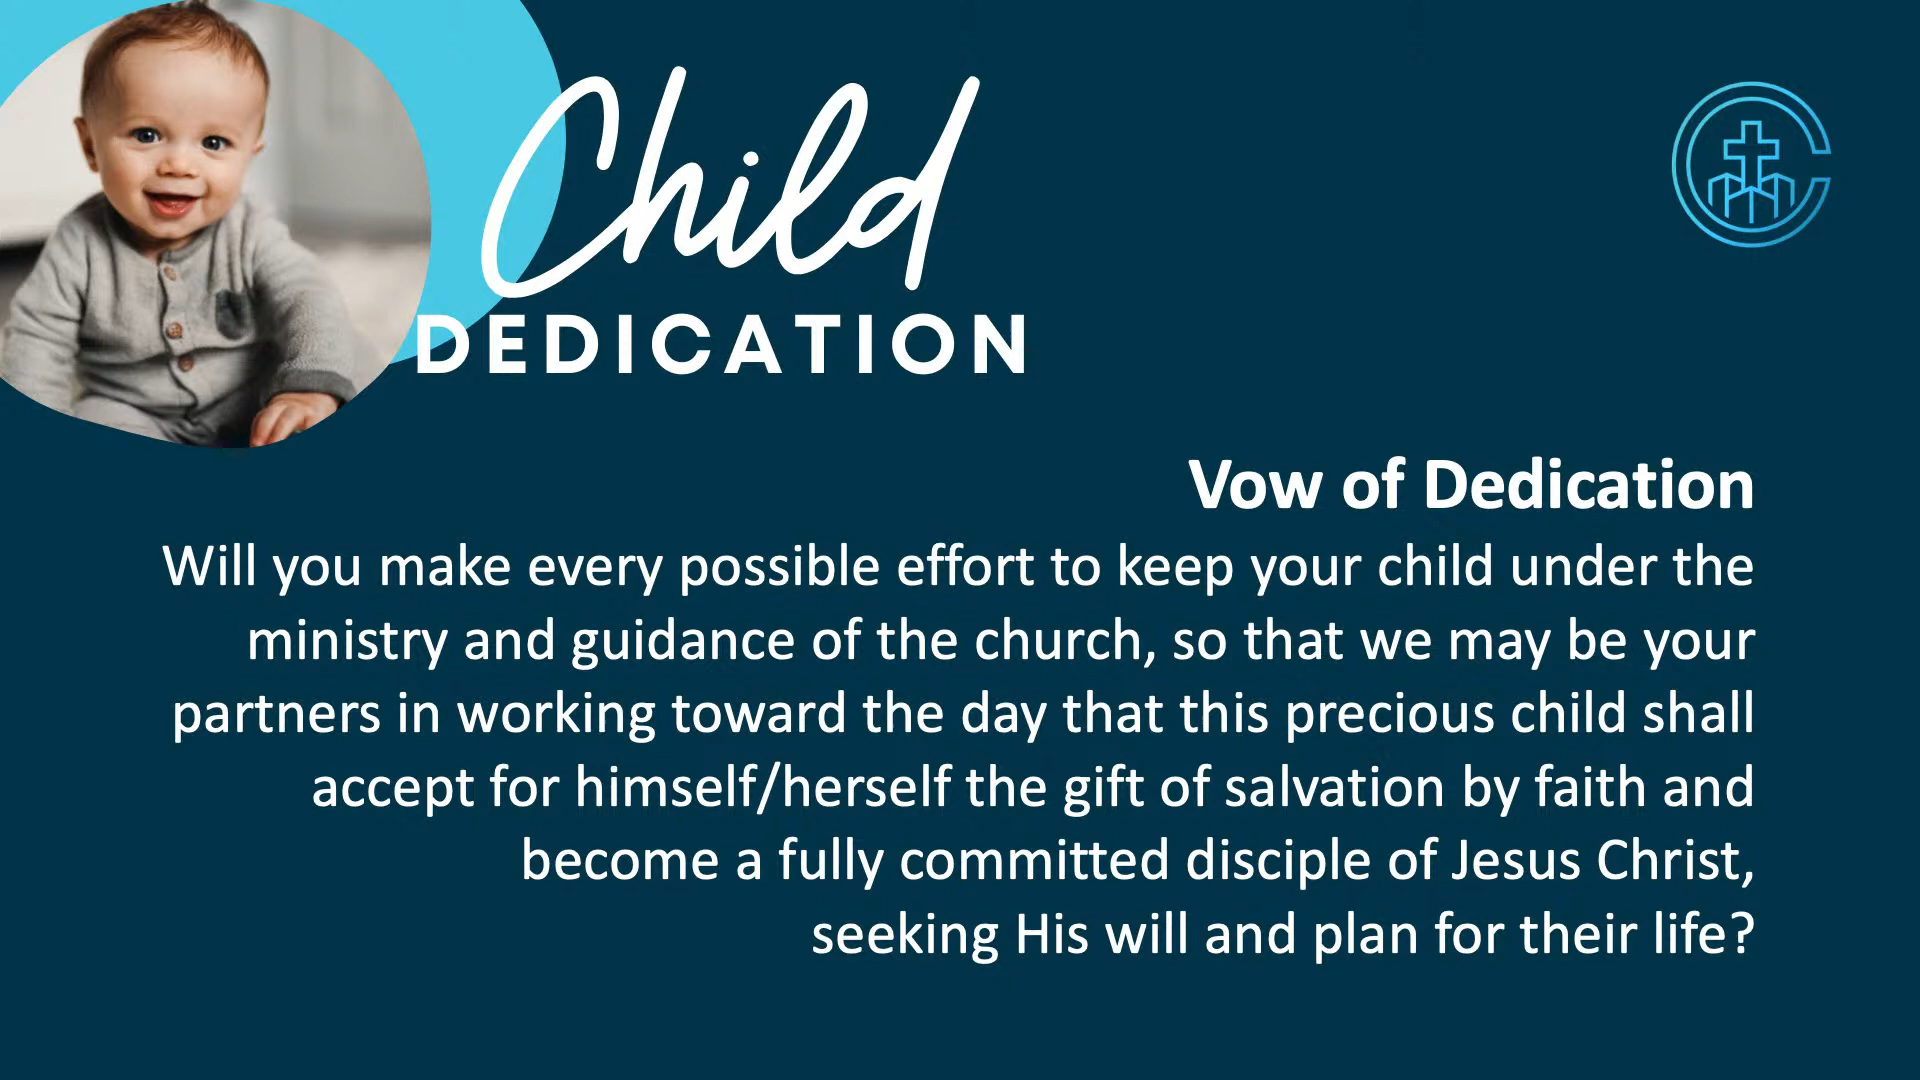 Child
DEDICATION
Vow of Dedication
Will you make every possible effort to keep your child under the
ministry and guidance of the church, so that we may be your
partners in working toward the day that this precious child shall
accept for himself/herself the gift of salvation by faith and
become a fully committed disciple of Jesus Christ,
seeking His will and plan for their life?